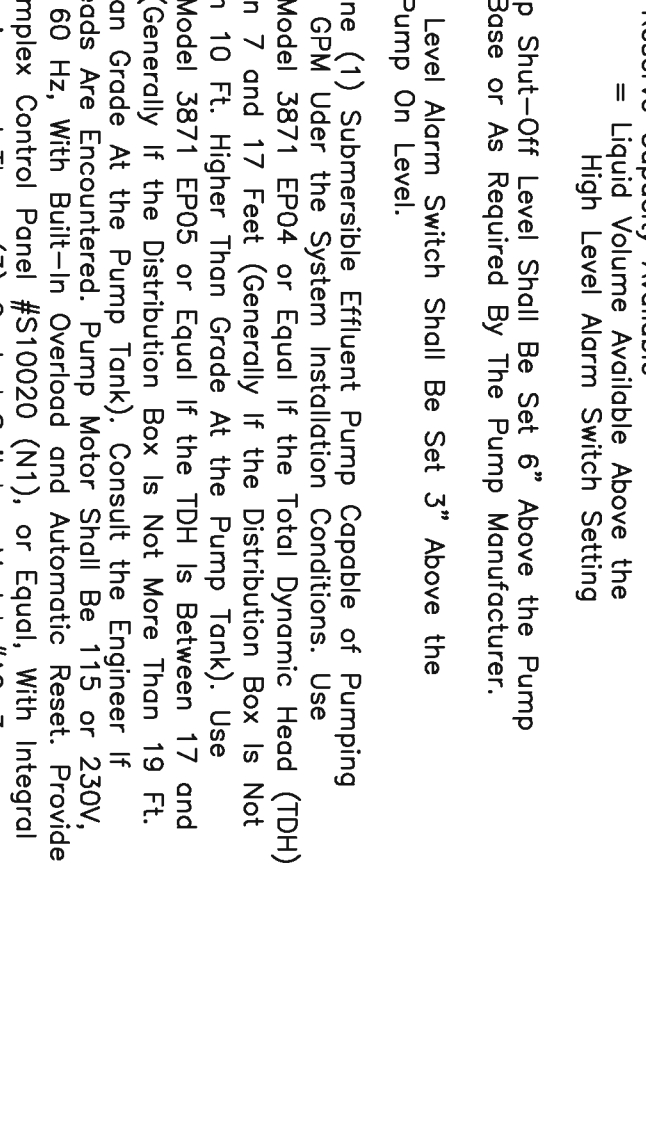 = Liquid Volume Available Above the
High Level Alarm Switch Setting
p Shut-Off Level Shall Be Set 6" Above the Pump
Base or As Required By The Pump Manufacturer.
Level Alarm Switch Shall Be Set 3" Above the
Pump On Level.
ne (1) Submersible Effluent Pump Capable of Pumping
GPM Uder the System Installation Conditions. Use
Model 3871 EP04 or Equal If the Total Dynamic Head (TDH)
n 7 and 17 Feet (Generally If the Distribution Box Is Not
n 10 Ft. Higher Than Grade At the Pump Tank). Use
Model 3871 EP05 or Equal If the TDH Is Between 17 and
(Generally If the Distribution Box Is Not More Than 19 Ft.
an Grade At the Pump Tank). Consult the Engineer If
eads Are Encountered. Pump Motor Shall Be 115 or 230V,
60 Hz, With Built-In Overload and Automatic Reset. Provide
mplex Control Panel #S10020 (N1), or Equal, With Integral